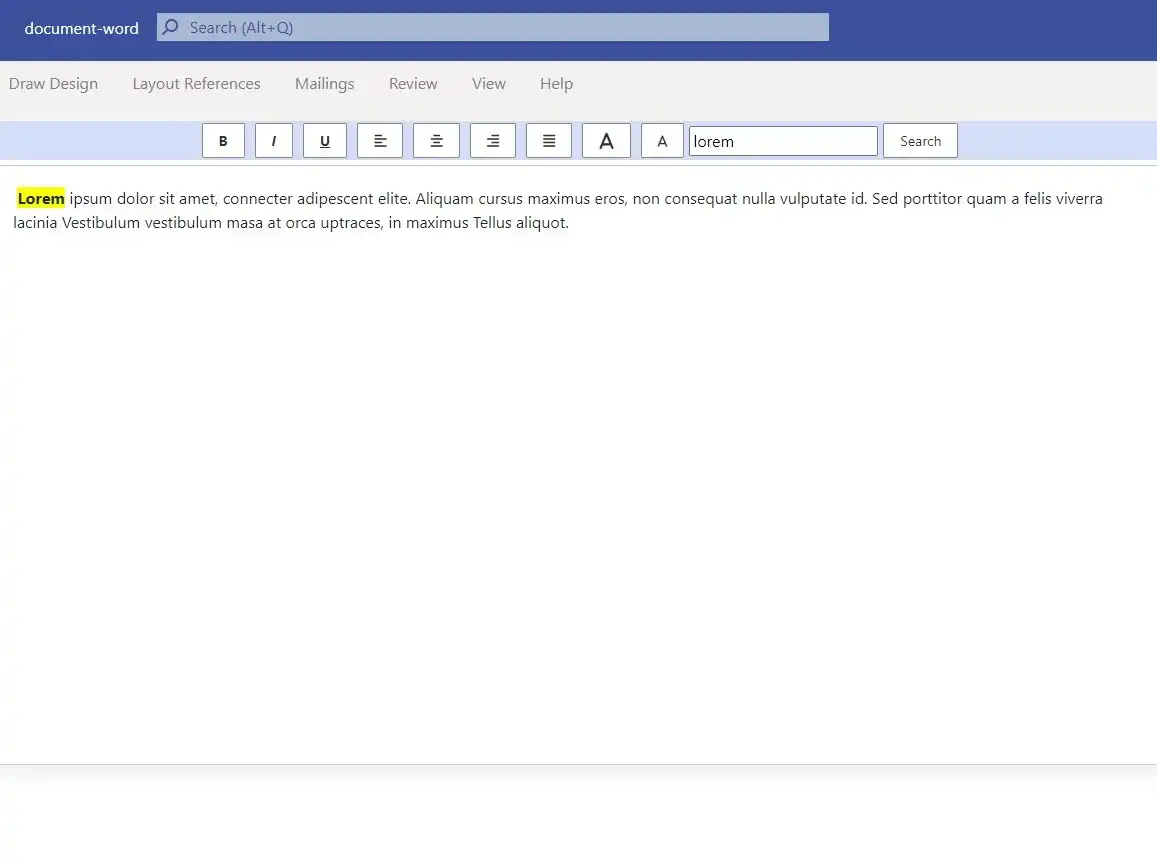 document-word Search (Alt+Q)
Draw Design Layout References Mailings Review View Help
B I U A A lorem Search
Lorem ipsum dolor sit amet, connecter adipescent elite. Aliquam cursus maximus eros, non consequat nulla vulputate id. Sed porttitor quam a felis viverra
lacinia Vestibulum vestibulum masa at orca uptraces, in maximus Tellus aliquot.